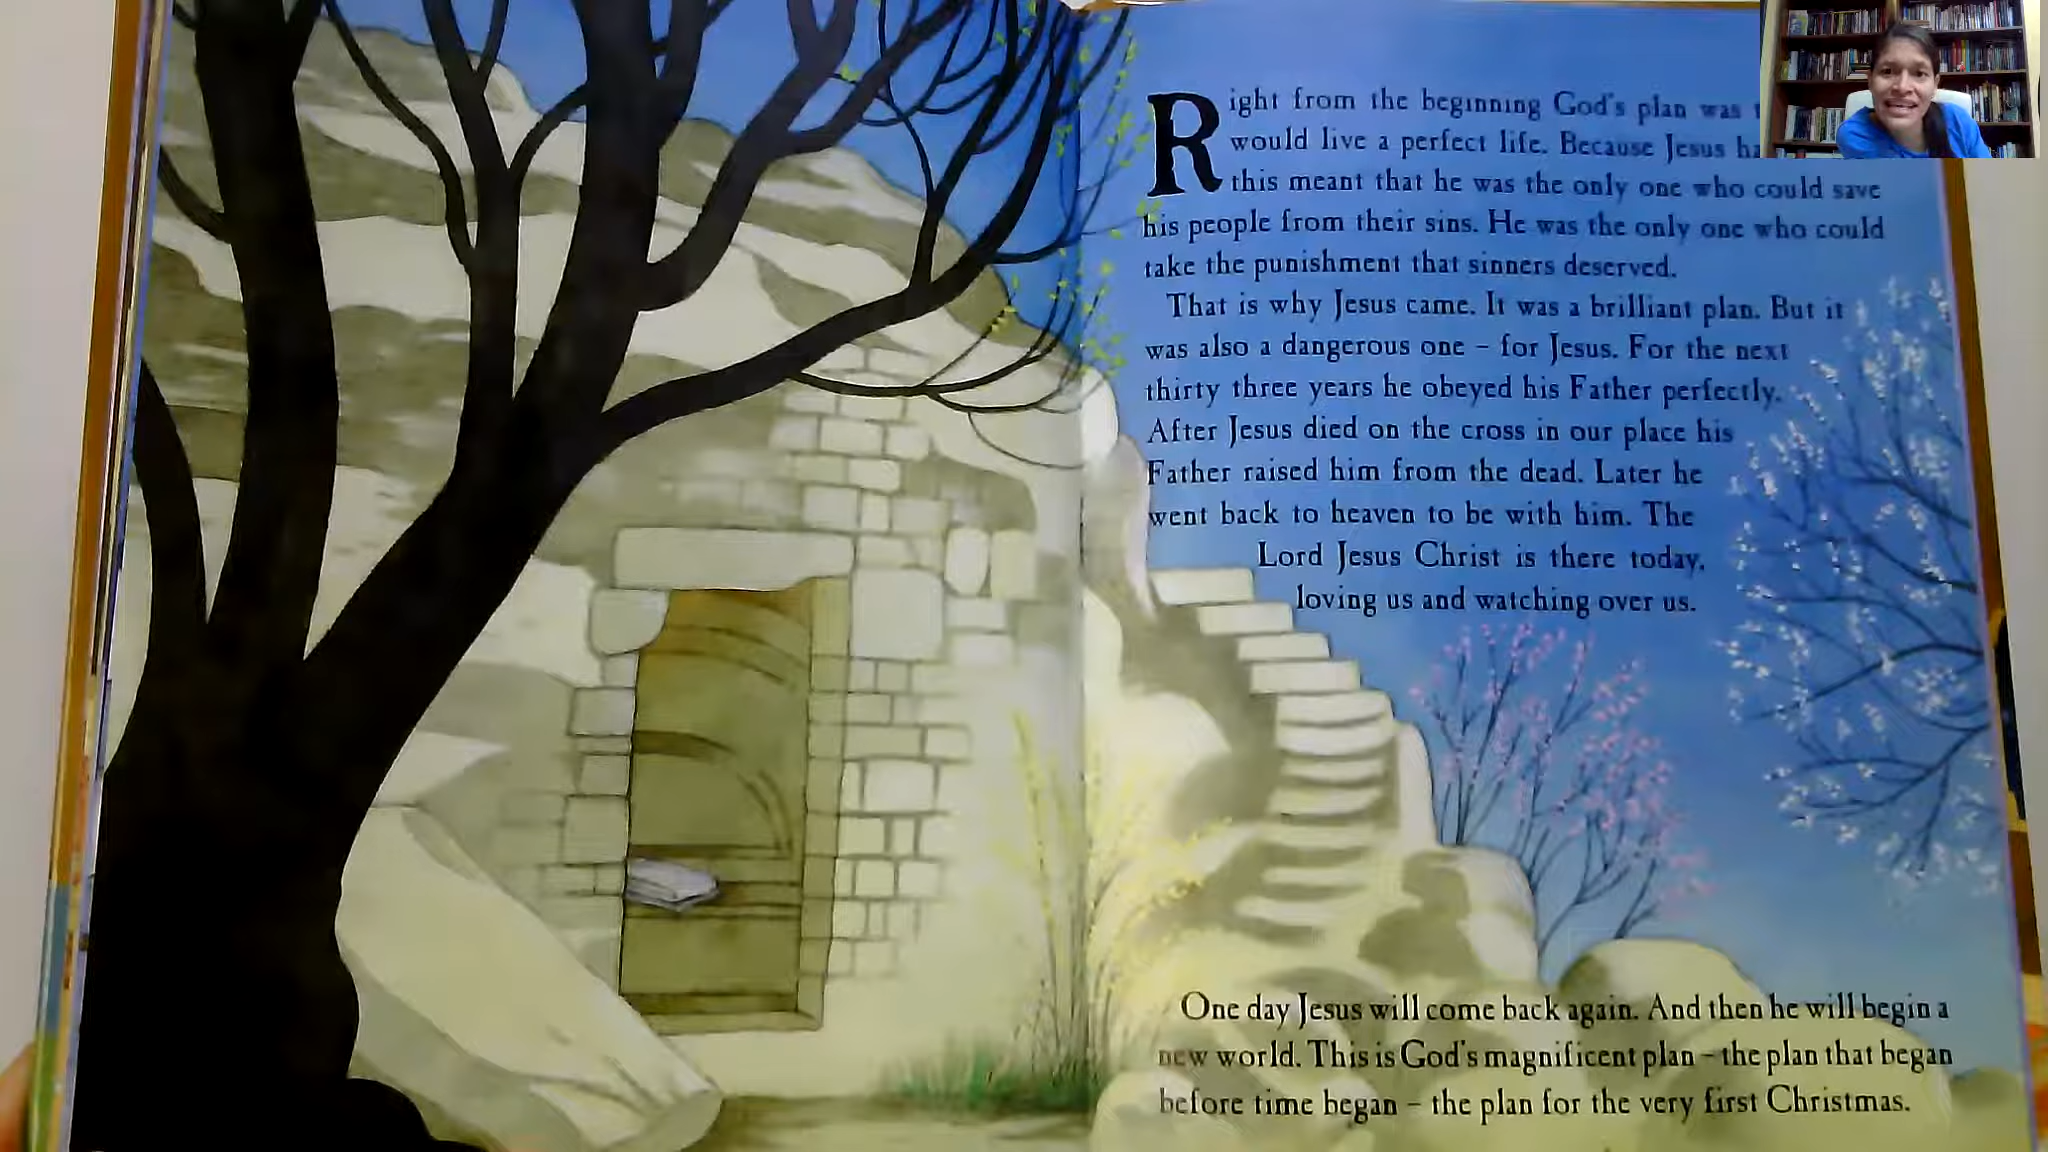 Right from the beginning God's plan was
would live a perfect life. Because Jesus
this meant that he was the only one who could save
his people from their sins. He was the only one who could
take the punishment that sinners deserved.
That is why Jesus came. It was a brilliant plan. But it
was also a dangerous one – for Jesus. For the next
thirty three years he obeyed his Father perfectly.
After Jesus died on the cross in our place his
Father raised him from the dead. Later he
went back to heaven to be with him. The
Lord Jesus Christ is there today,
loving us and watching over us.
One day Jesus will come back again. And then he will begin a
new world. This is God's magnificent plan – the plan that began
before time began – the plan for the very first Christmas.